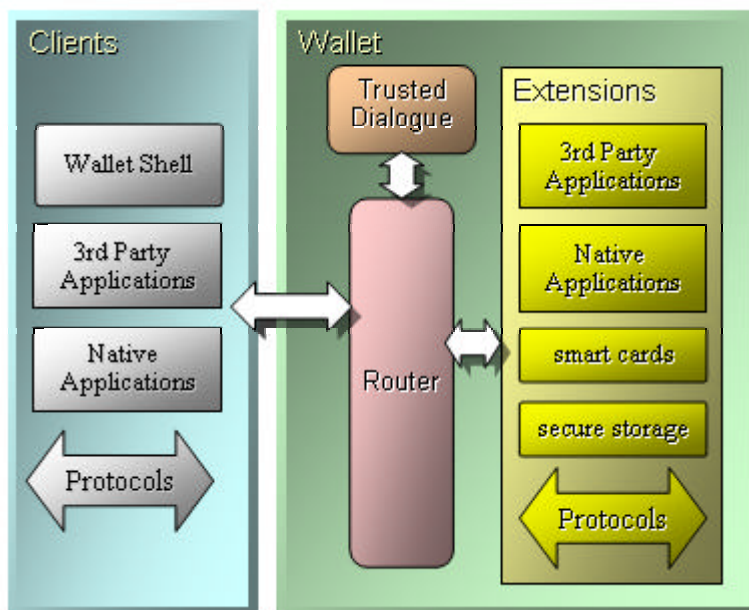 Clients
Wallet Shell
3rd Party
Applications
Native
Applications
Protocols
Wallet
Trusted
Dialogue
Router
Extensions
3rd Party
Applications
Native
Applications
smart cards
secure storage
Protocols